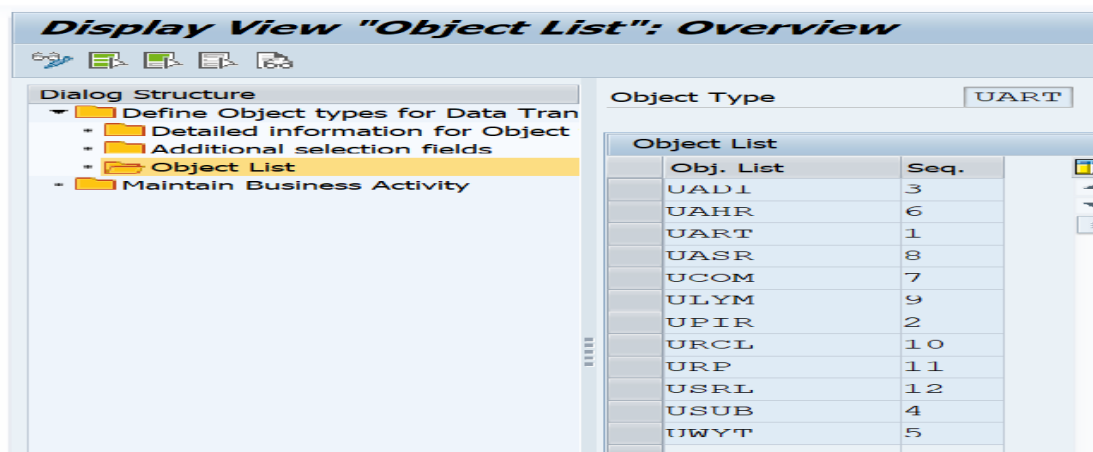 Display View "Object List": Overview
Dialog Structure
Define Object types for Data Tran
Detailed information for Object
Additional selection fields
Object List
Maintain Business Activity
Object Type UART
Object List
Obj. List Seq.
UADI 3
UAHR 6
UART 1
UASR 8
UCOM 7
ULYM 9
UPIR 2
URCL 10
URP 11
USRL 12
USUB 4
UWYT 5